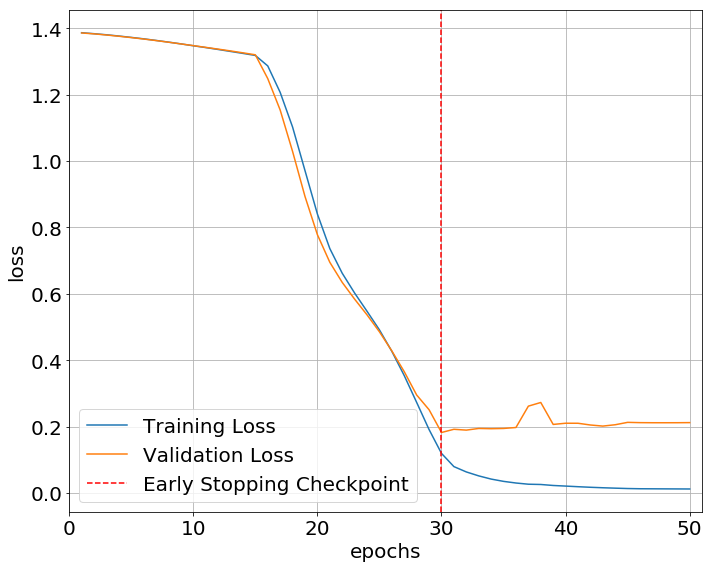 1.4
1.2
1.0
0.8
0.6
0.4
0.2
0.0
loss
Training Loss
Validation Loss
Early Stopping Checkpoint
0 10 20 30 40 50
epochs